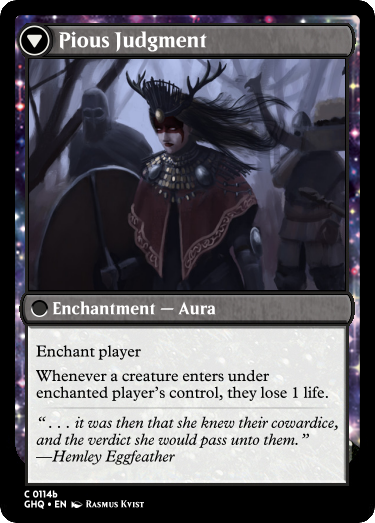 Pious Judgment
Enchantment — Aura
Enchant player
Whenever a creature enters under
enchanted player's control, they lose 1 life.
“ . . . it was then that she knew their cowardice,
and the verdict she would pass unto them.”
—Hemley Eggfeather
C 0114b
GHQ • EN Rasmus Kvist